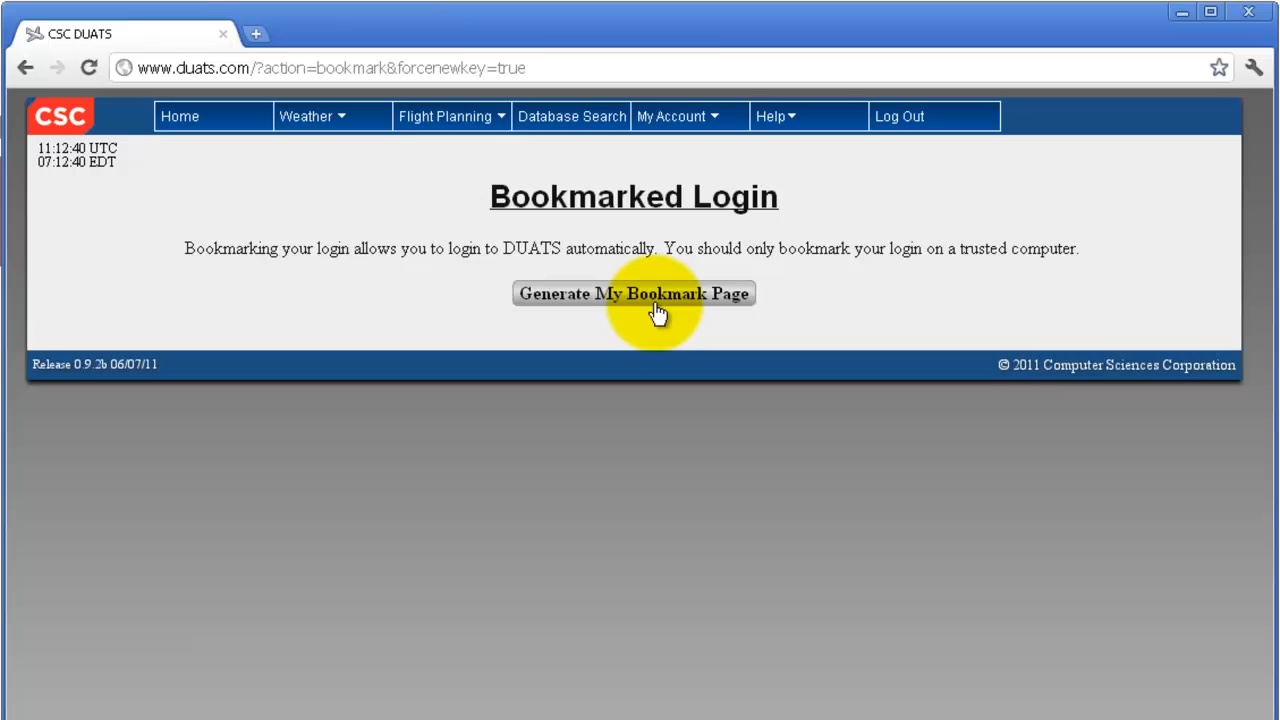 CSC DUATS
www.duats.com/?action=bookmark&forcenewkey=true
CSC
Home
Weather
Flight Planning
Database Search
My Account
Help
Log Out
11:12:40 UTC
07:12:40 EDT
Bookmarked Login
Bookmarking your login allows you to login to DUATS automatically. You should only bookmark your login on a trusted computer.
Generate My Bookmark Page
Release 0.9.2b 06/07/11
© 2011 Computer Sciences Corporation